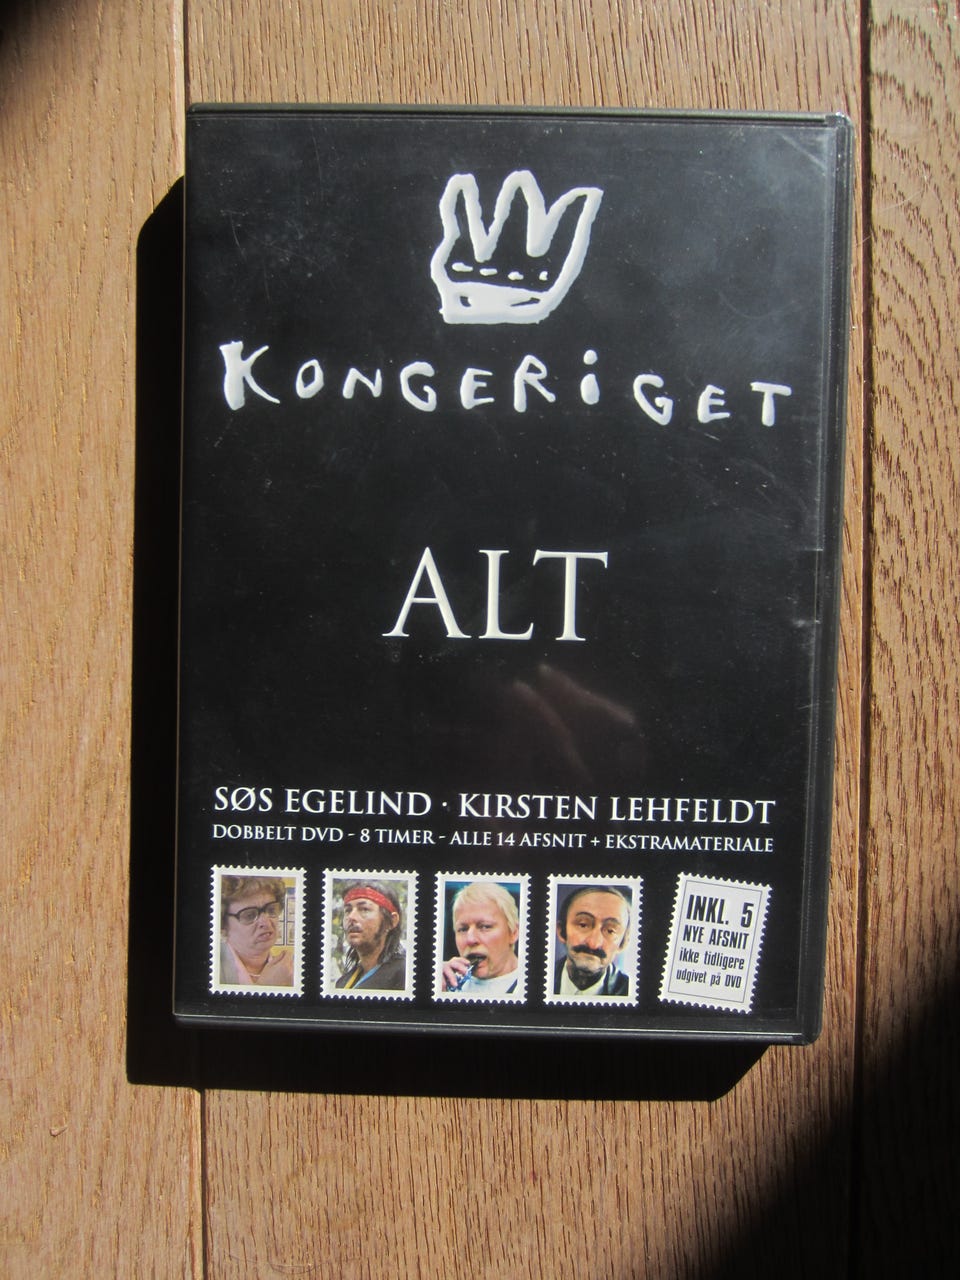 KONGERiGET
ALT
SØS EGELIND · KIRSTEN LEHFELDT
DOBBELT DVD - 8 TIMER - ALLE 14 AFSNIT + EKSTRAMATERIALE
INKL. 5
NYE AFSNIT
ikke tidligere
udgivet på DVD